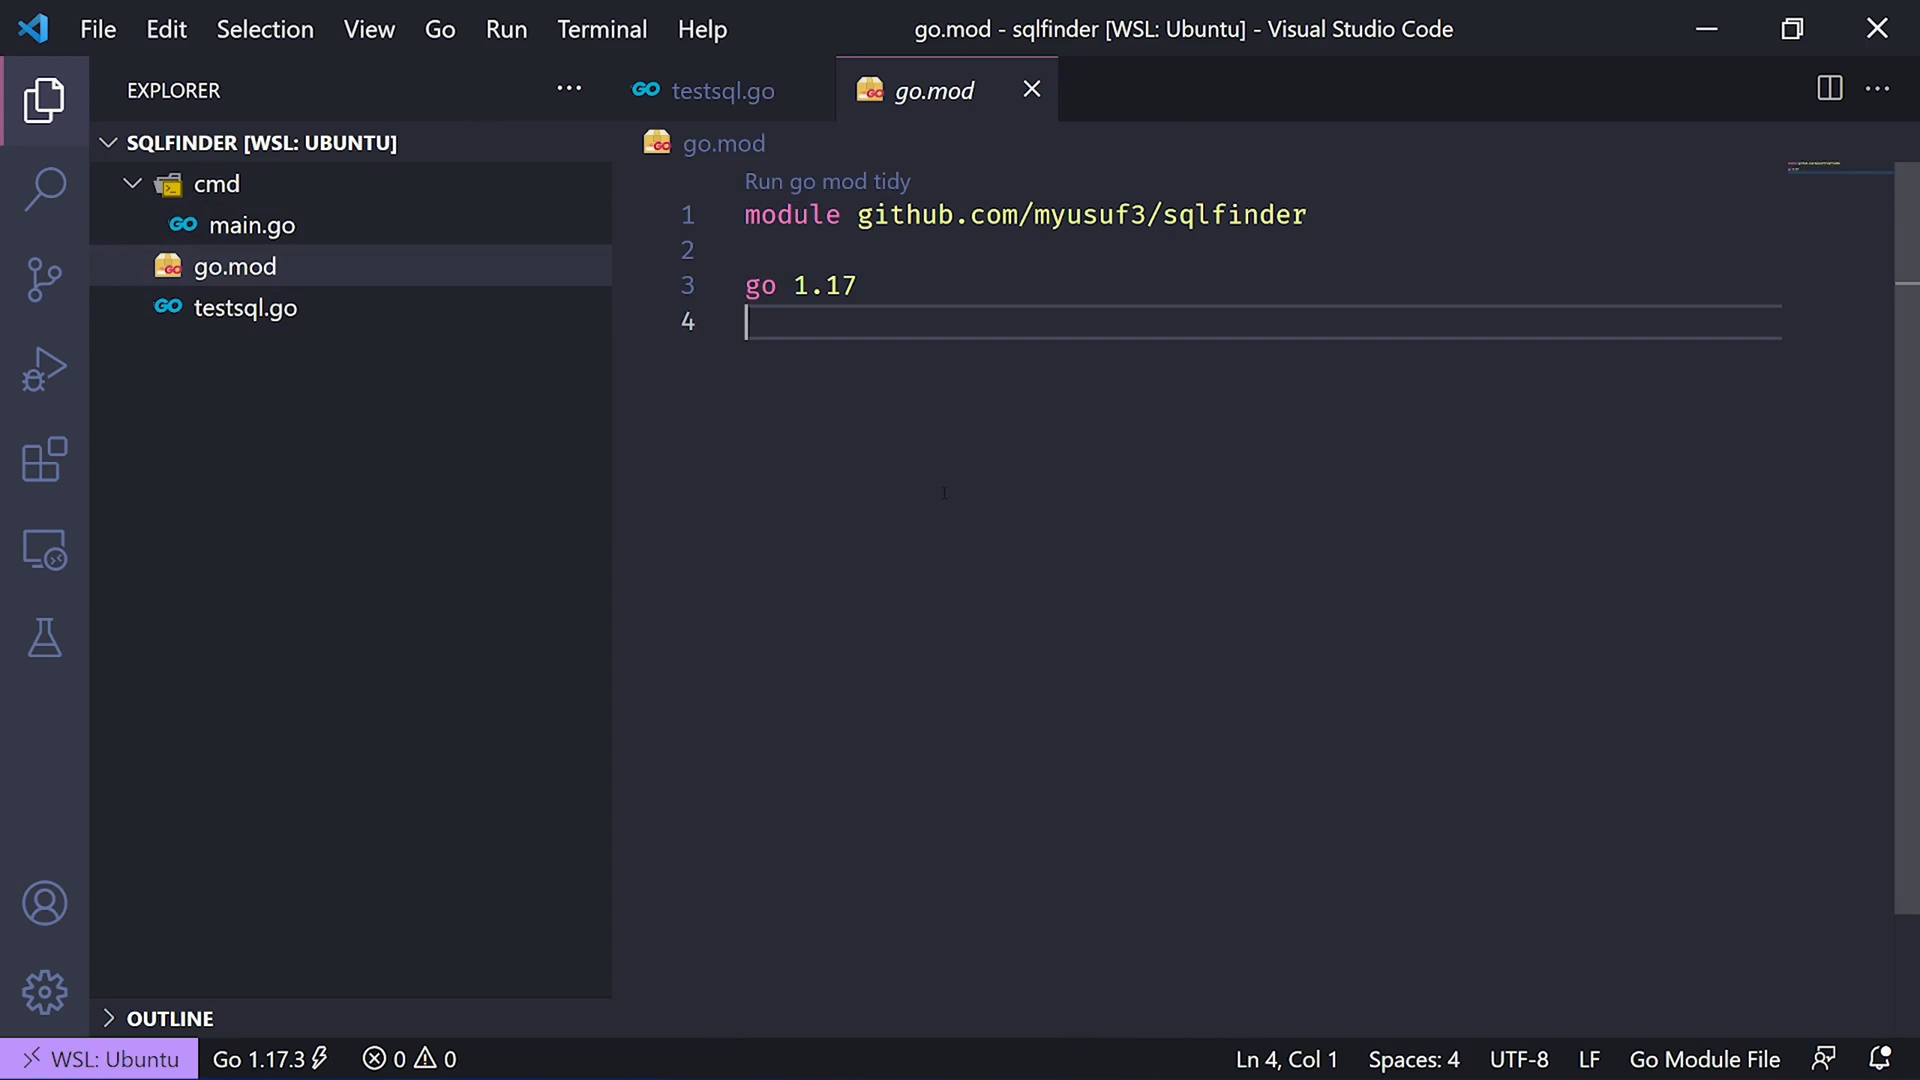 File Edit Selection View Go Run Terminal Help
go.mod - sqlfinder [WSL: Ubuntu] - Visual Studio Code
EXPLORER
testsql.go
go.mod
SQLFINDER [WSL: UBUNTU]
cmd
main.go
go.mod
testsql.go
go.mod
Run go mod tidy
1 module github.com/myusuf3/sqlfinder
2
3 go 1.17
4
OUTLINE
WSL: Ubuntu Go 1.17.3 0 0 Ln 4, Col 1 Spaces: 4 UTF-8 LF Go Module File